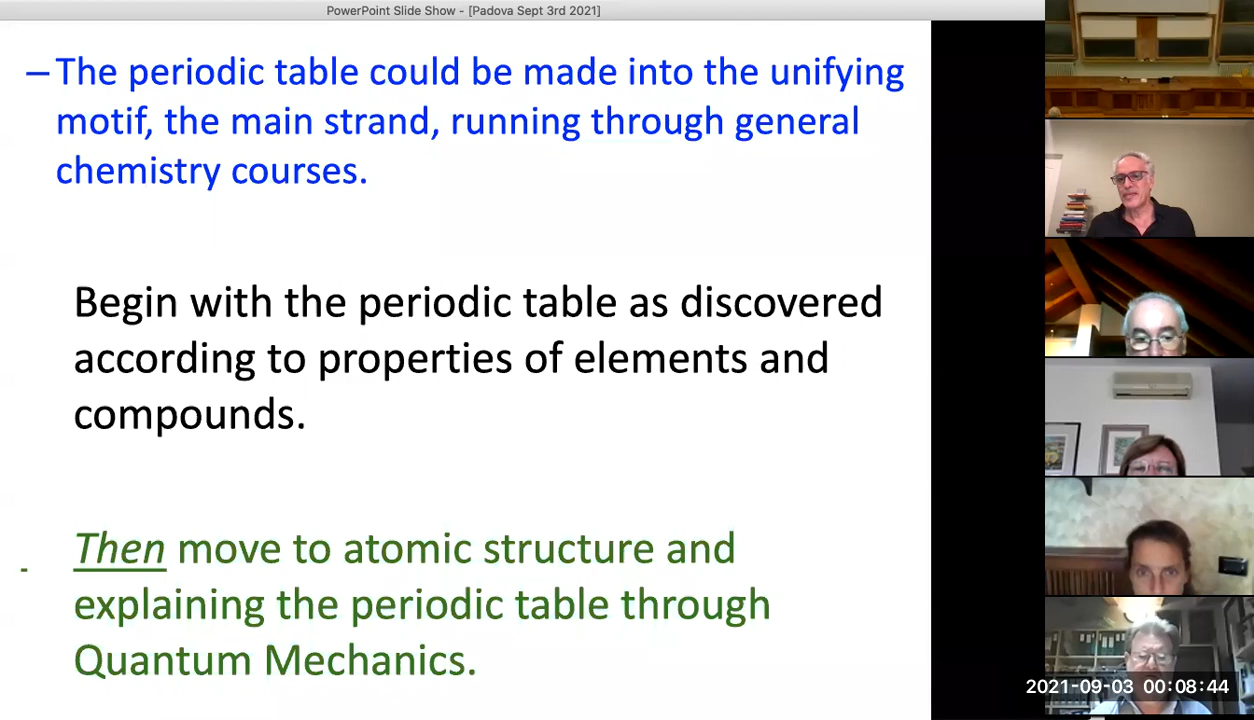 PowerPoint Slide Show - [Padova Sept 3rd 2021]
– The periodic table could be made into the unifying
motif, the main strand, running through general
chemistry courses.
Begin with the periodic table as discovered
according to properties of elements and
compounds.
Then move to atomic structure and
explaining the periodic table through
Quantum Mechanics.
2021-09-03 00:08:44